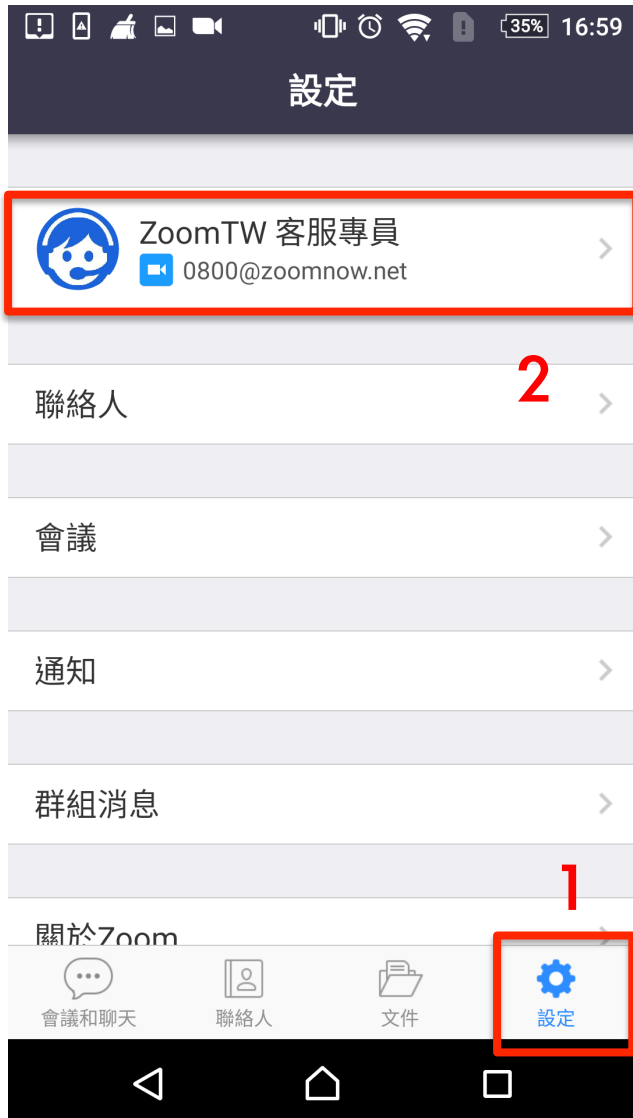 35% 16:59
設定
ZoomTW 客服專員
0800@zoomnow.net
2
聯絡人
會議
通知
群組消息
1
關於Zoom
會議和聊天 聯絡人 文件 設定